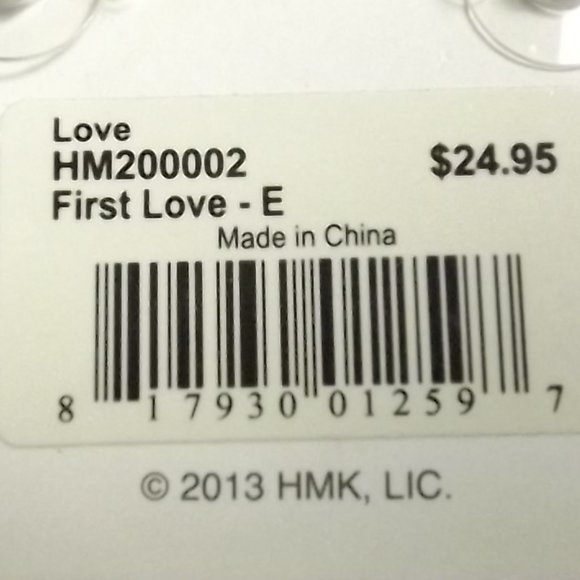 Love
HM200002 $24.95
First Love - E
Made in China
8 17930 01259 7
© 2013 HMK, LIC.